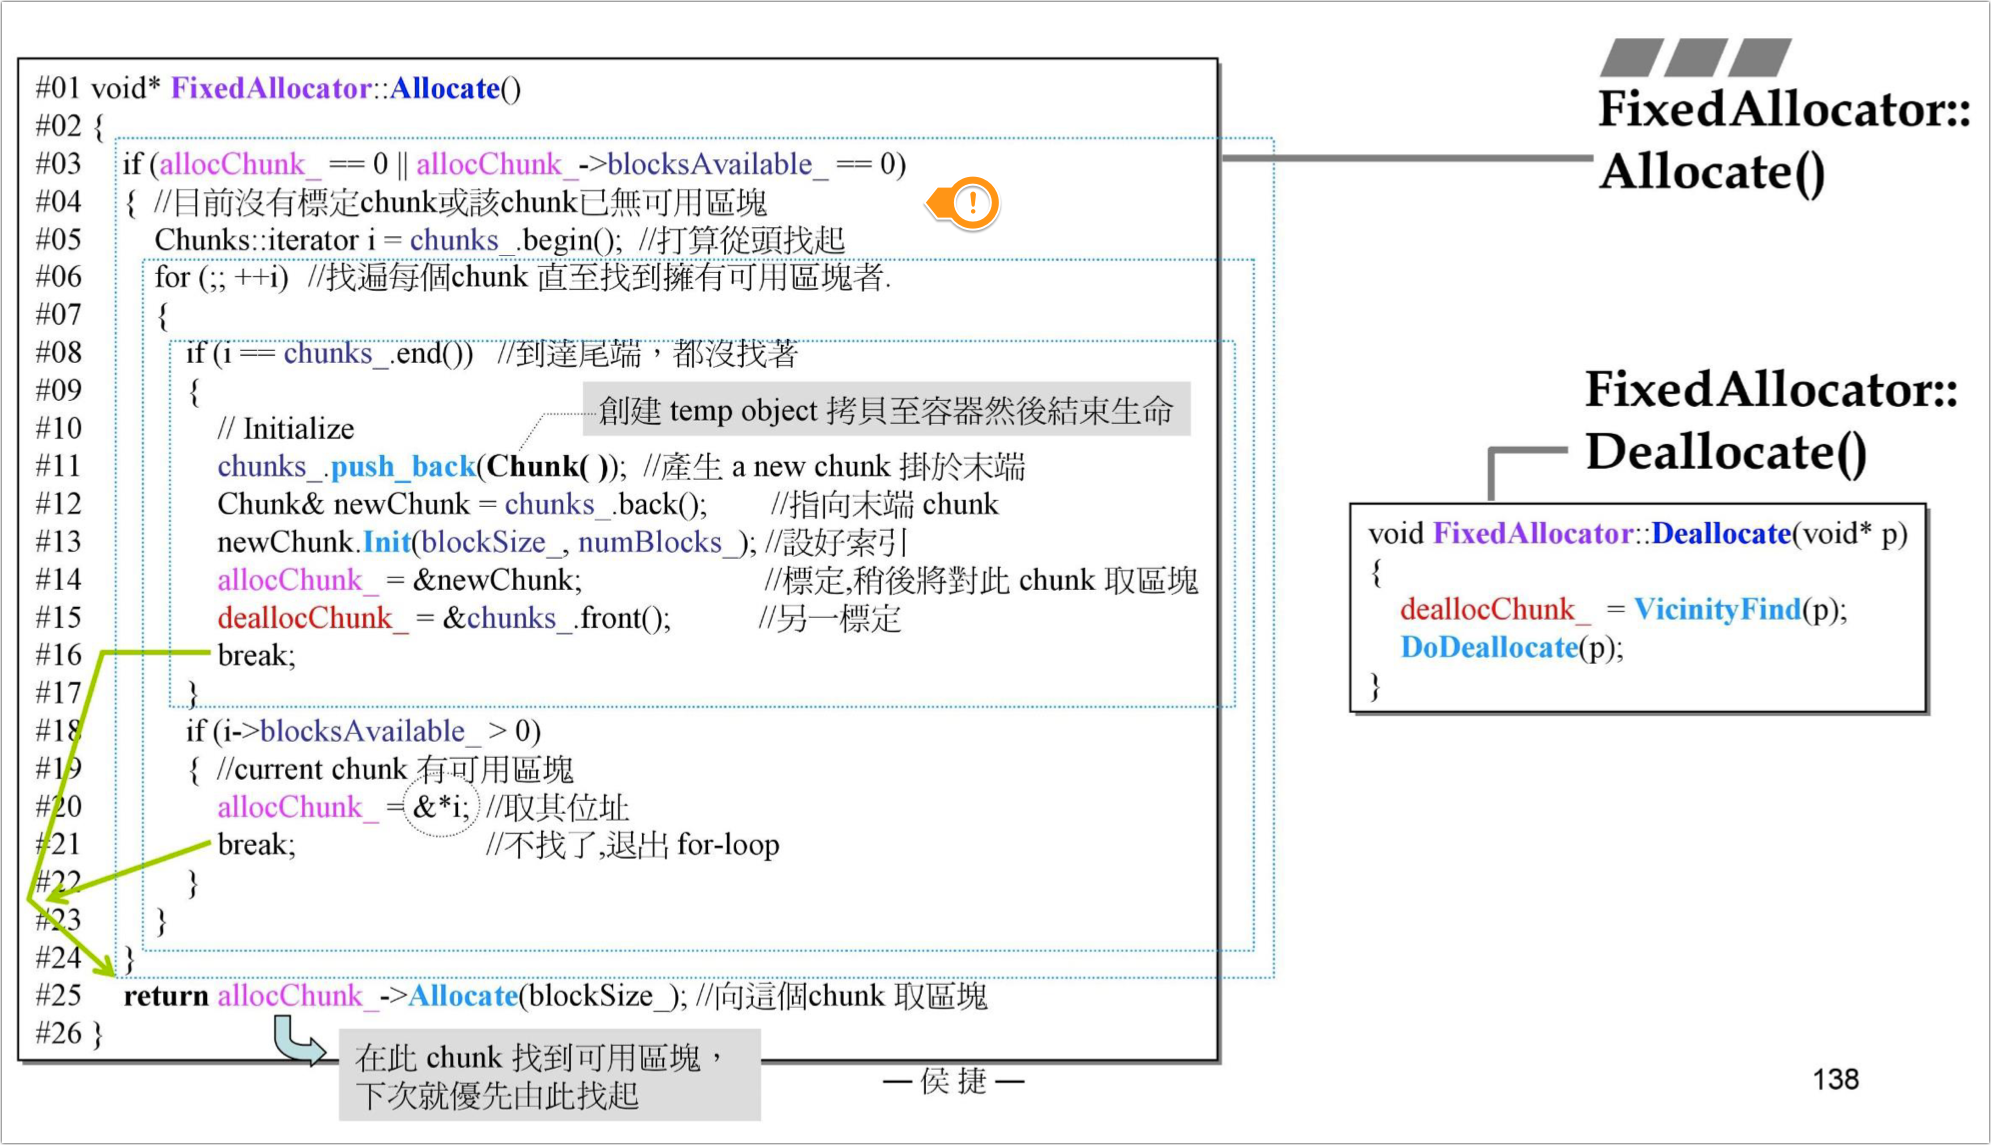 #01 void* FixedAllocator::Allocate()
#02 {
#03 if (allocChunk_ == 0 || allocChunk_->blocksAvailable_ == 0)
#04 { //目前沒有標定chunk或該chunk已無可用區塊
#05 Chunks::iterator i = chunks_.begin(); //打算從頭找起
#06 for (;; ++i) //找遍每個chunk 直至找到擁有可用區塊者.
#07 {
#08 if (i == chunks_.end()) //到達尾端，都沒找著
#09 {
創建 temp object 拷貝至容器然後結束生命
#10 // Initialize
#11 chunks_.push_back(Chunk( )); //產生 a new chunk 掛於末端
#12 Chunk& newChunk = chunks_.back(); //指向末端 chunk
#13 newChunk.Init(blockSize_, numBlocks_); //設好索引
#14 allocChunk_ = &newChunk; //標定,稍後將對此 chunk 取區塊
#15 deallocChunk_ = &chunks_.front(); //另一標定
#16 break;
#17 }
#18 if (i->blocksAvailable_ > 0)
#19 { //current chunk 有可用區塊
#20 allocChunk_ = &*i; //取其位址
#21 break; //不找了,退出 for-loop
#22 }
#23 }
#24 }
#25 return allocChunk_->Allocate(blockSize_); //向這個chunk 取區塊
#26 }
在此 chunk 找到可用區塊，
下次就優先由此找起
!
FixedAllocator::
Allocate()
FixedAllocator::
Deallocate()
void FixedAllocator::Deallocate(void* p)
{
deallocChunk_ = VicinityFind(p);
DoDeallocate(p);
}
—侯捷—
138